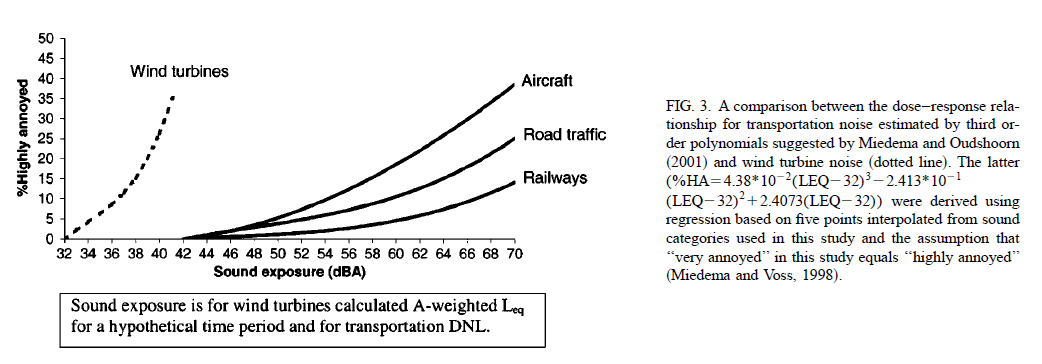 50
45
40
35
30
25
20
15
10
5
0
%Highly annoyed
Wind turbines
Aircraft
Road traffic
Railways
32 34 36 38 40 42 44 46 48 50 52 54 56 58 60 62 64 66 68 70
Sound exposure (dBA)
Sound exposure is for wind turbines calculated A-weighted Leq
for a hypothetical time period and for transportation DNL.
FIG. 3. A comparison between the dose–response rela-
tionship for transportation noise estimated by third or-
der polynomials suggested by Miedema and Oudshoorn
(2001) and wind turbine noise (dotted line). The latter
(%HA=4.38*10⁻²(LEQ−32)³−2.413*10⁻¹
(LEQ−32)²+2.4073(LEQ−32)) were derived using
regression based on five points interpolated from sound
categories used in this study and the assumption that
‘‘very annoyed’’ in this study equals ‘‘highly annoyed’’
(Miedema and Voss, 1998).